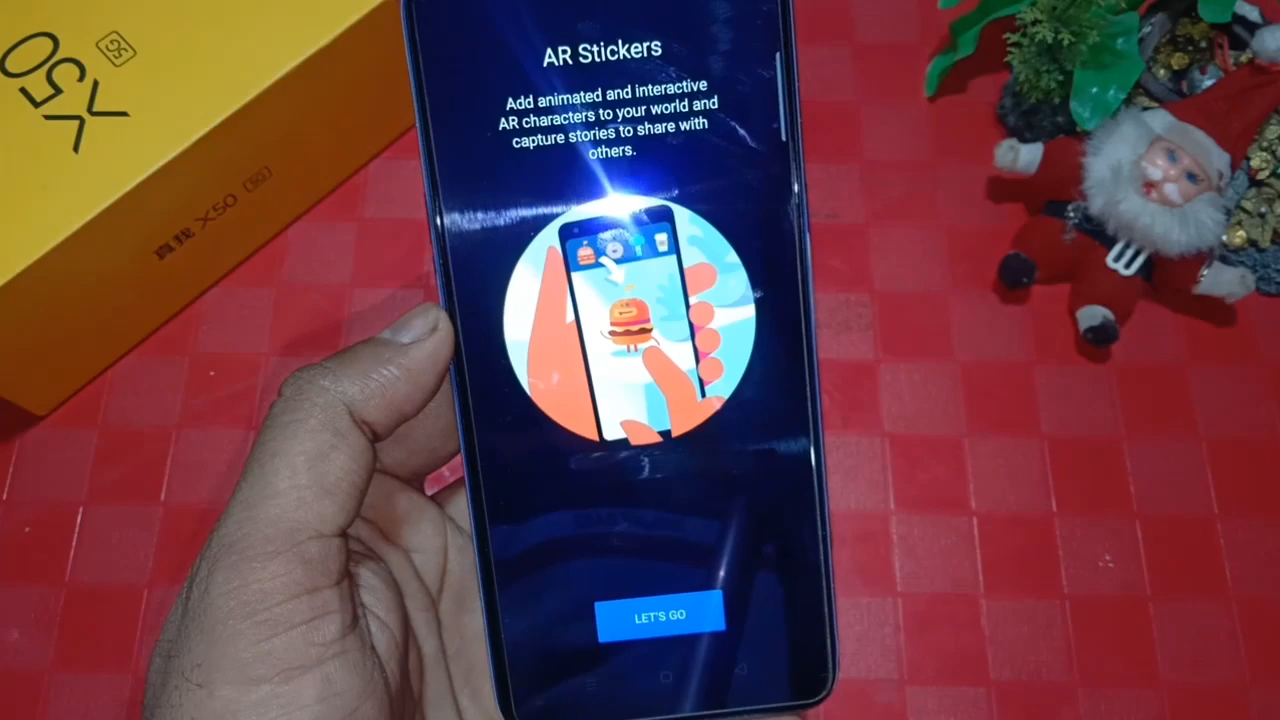 X50
5G
真我 X50 5G
AR Stickers
Add animated and interactive
AR characters to your world and
capture stories to share with
others.
LET'S GO